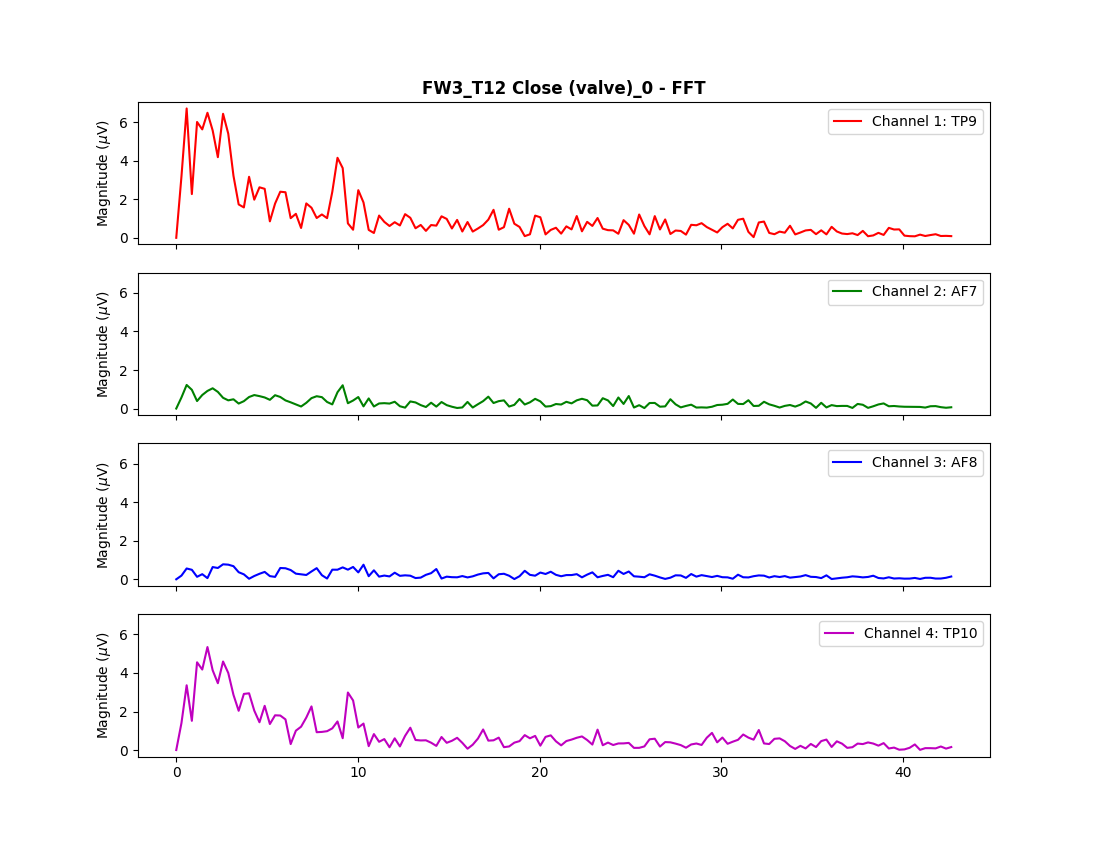 FW3_T12 Close (valve)_0 - FFT
Magnitude (μV)
6
4
2
0
Channel 1: TP9
Magnitude (μV)
6
4
2
0
Channel 2: AF7
Magnitude (μV)
6
4
2
0
Channel 3: AF8
Magnitude (μV)
6
4
2
0
Channel 4: TP10
0 10 20 30 40